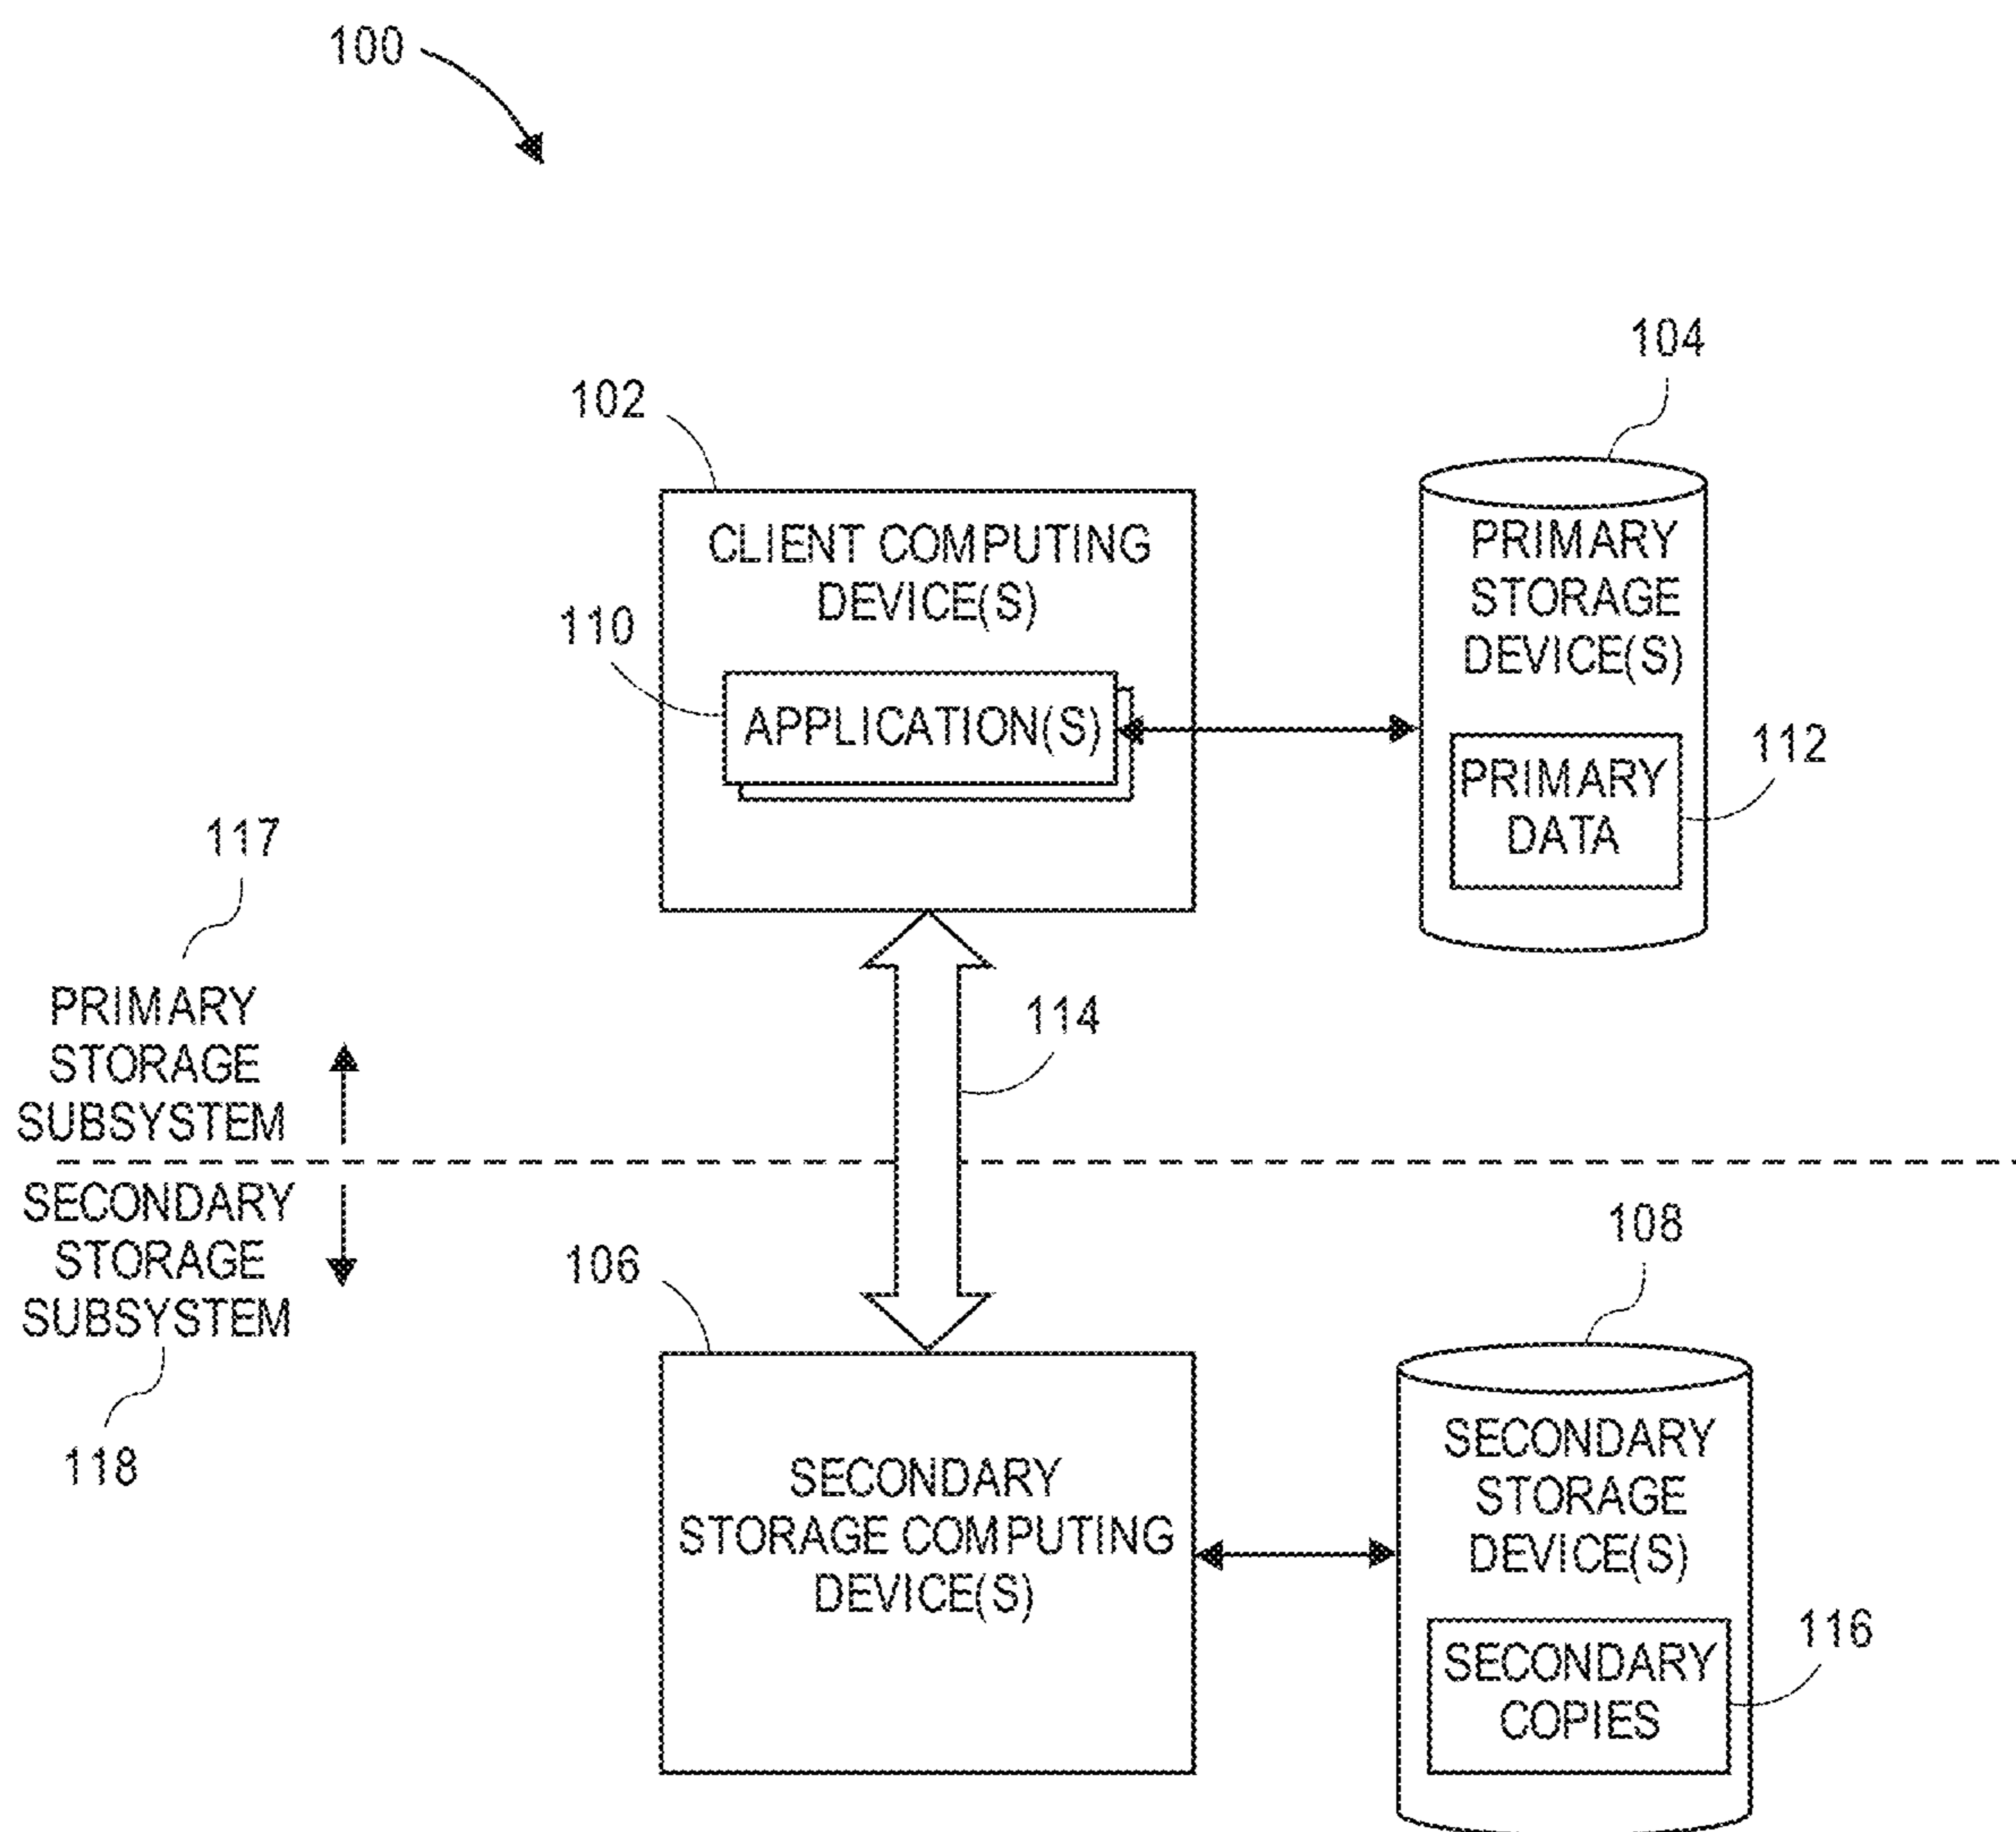 100
104
102
CLIENT COMPUTING
DEVICE(S)
PRIMARY
STORAGE
DEVICE(S)
110
APPLICATION(S)
112
PRIMARY
DATA
117
PRIMARY
STORAGE
SUBSYSTEM
114
SECONDARY
STORAGE
SUBSYSTEM
118
106
108
SECONDARY
STORAGE COMPUTING
DEVICE(S)
SECONDARY
STORAGE
DEVICE(S)
116
SECONDARY
COPIES